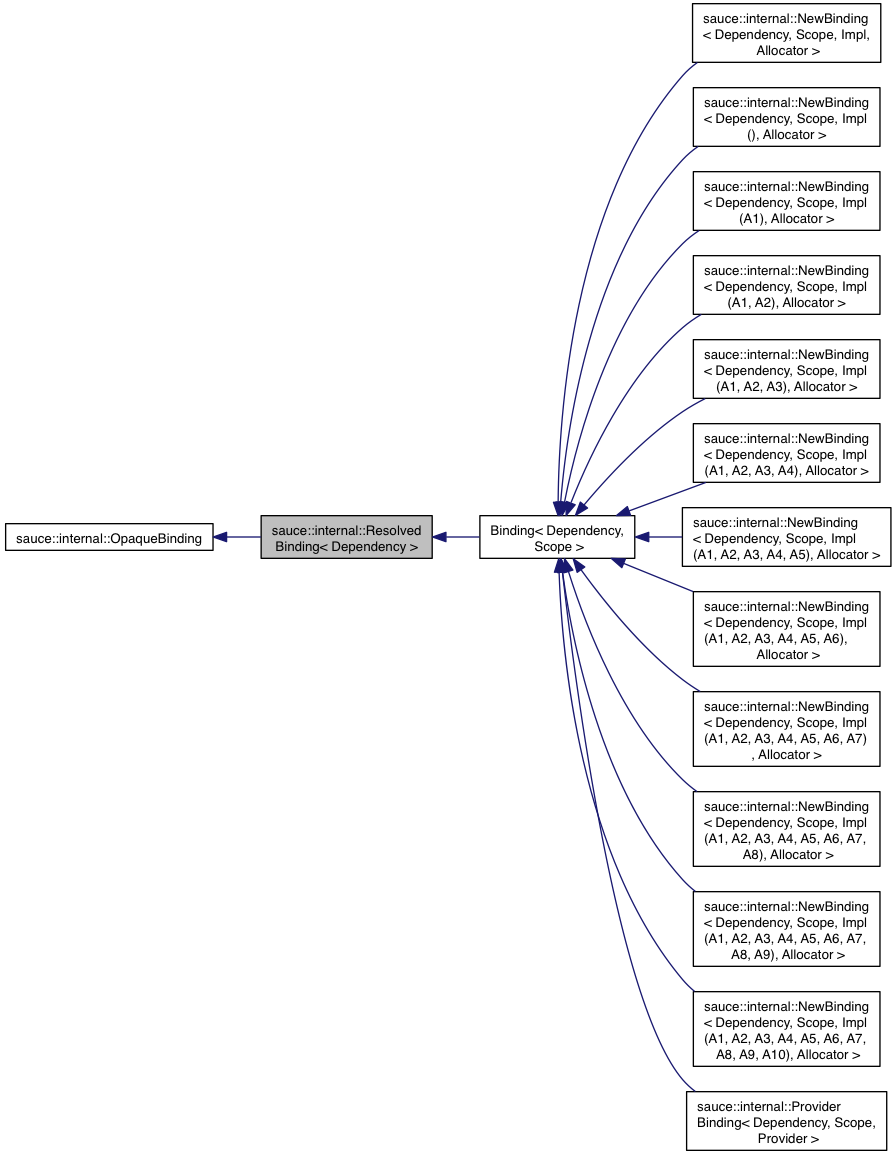 sauce::internal::NewBinding
< Dependency, Scope, Impl,
Allocator >
sauce::internal::NewBinding
< Dependency, Scope, Impl
(), Allocator >
sauce::internal::NewBinding
< Dependency, Scope, Impl
(A1), Allocator >
sauce::internal::NewBinding
< Dependency, Scope, Impl
(A1, A2), Allocator >
sauce::internal::NewBinding
< Dependency, Scope, Impl
(A1, A2, A3), Allocator >
sauce::internal::NewBinding
< Dependency, Scope, Impl
(A1, A2, A3, A4), Allocator >
sauce::internal::OpaqueBinding
sauce::internal::Resolved
Binding< Dependency >
Binding< Dependency,
Scope >
sauce::internal::NewBinding
< Dependency, Scope, Impl
(A1, A2, A3, A4, A5), Allocator >
sauce::internal::NewBinding
< Dependency, Scope, Impl
(A1, A2, A3, A4, A5, A6),
Allocator >
sauce::internal::NewBinding
< Dependency, Scope, Impl
(A1, A2, A3, A4, A5, A6, A7)
, Allocator >
sauce::internal::NewBinding
< Dependency, Scope, Impl
(A1, A2, A3, A4, A5, A6, A7,
A8), Allocator >
sauce::internal::NewBinding
< Dependency, Scope, Impl
(A1, A2, A3, A4, A5, A6, A7,
A8, A9), Allocator >
sauce::internal::NewBinding
< Dependency, Scope, Impl
(A1, A2, A3, A4, A5, A6, A7,
A8, A9, A10), Allocator >
sauce::internal::Provider
Binding< Dependency, Scope,
Provider >